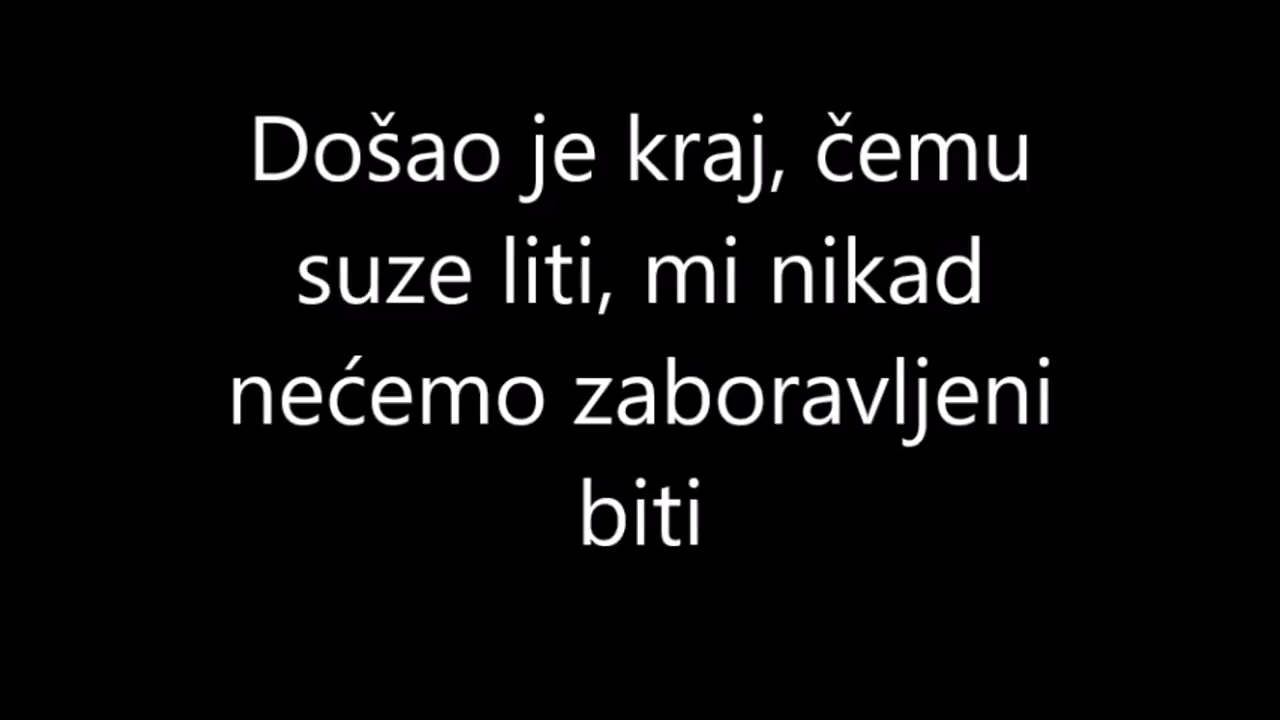 Došao je kraj, čemu
suze liti, mi nikad
nećemo zaboravljeni
biti